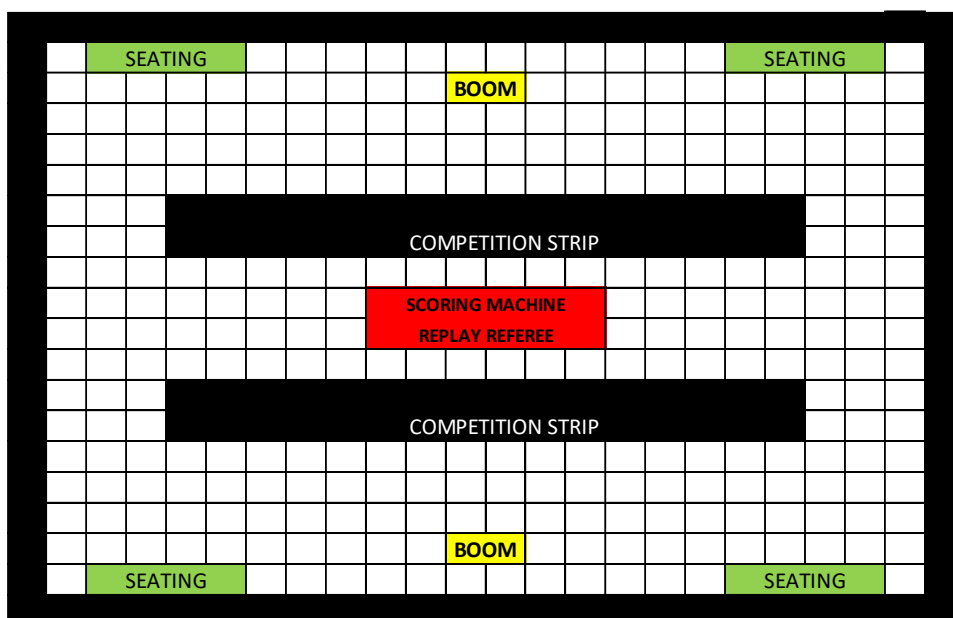 SEATING SEATING
BOOM
COMPETITION STRIP
SCORING MACHINE
REPLAY REFEREE
COMPETITION STRIP
BOOM
SEATING SEATING